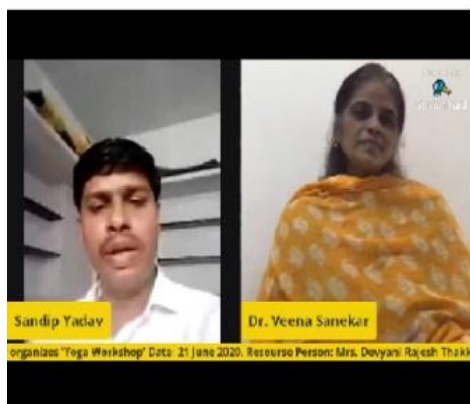 Sandip Yadav
Dr. Veena Sanekar
organizes "Yoga Workshop" Date 21 June 2020. Resourse Person: Mrs. Devyani Rajesh Thakk